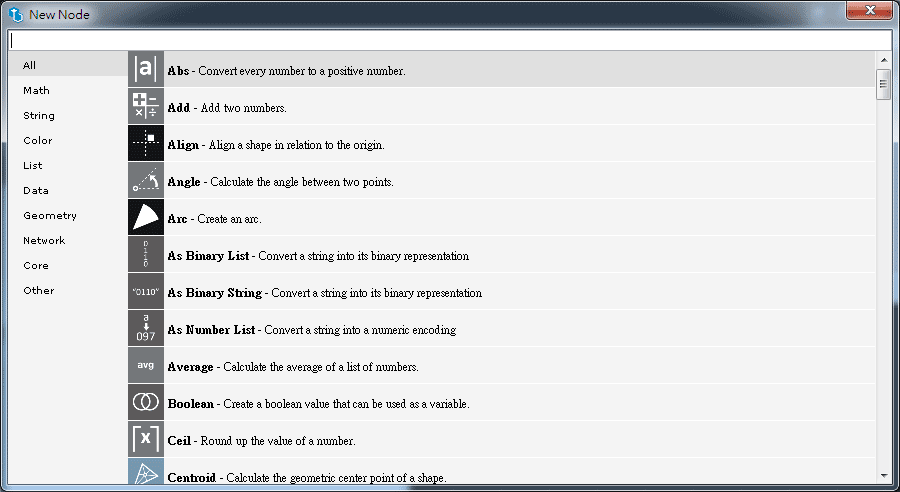 New Node
All
Math
String
Color
List
Data
Geometry
Network
Core
Other
|a| Abs - Convert every number to a positive number.
Add - Add two numbers.
Align - Align a shape in relation to the origin.
Angle - Calculate the angle between two points.
Arc - Create an arc.
0
1
1
0
As Binary List - Convert a string into its binary representation
"0110" As Binary String - Convert a string into its binary representation
a
097
As Number List - Convert a string into a numeric encoding
avg Average - Calculate the average of a list of numbers.
Boolean - Create a boolean value that can be used as a variable.
⌈x⌉ Ceil - Round up the value of a number.
Centroid - Calculate the geometric center point of a shape.